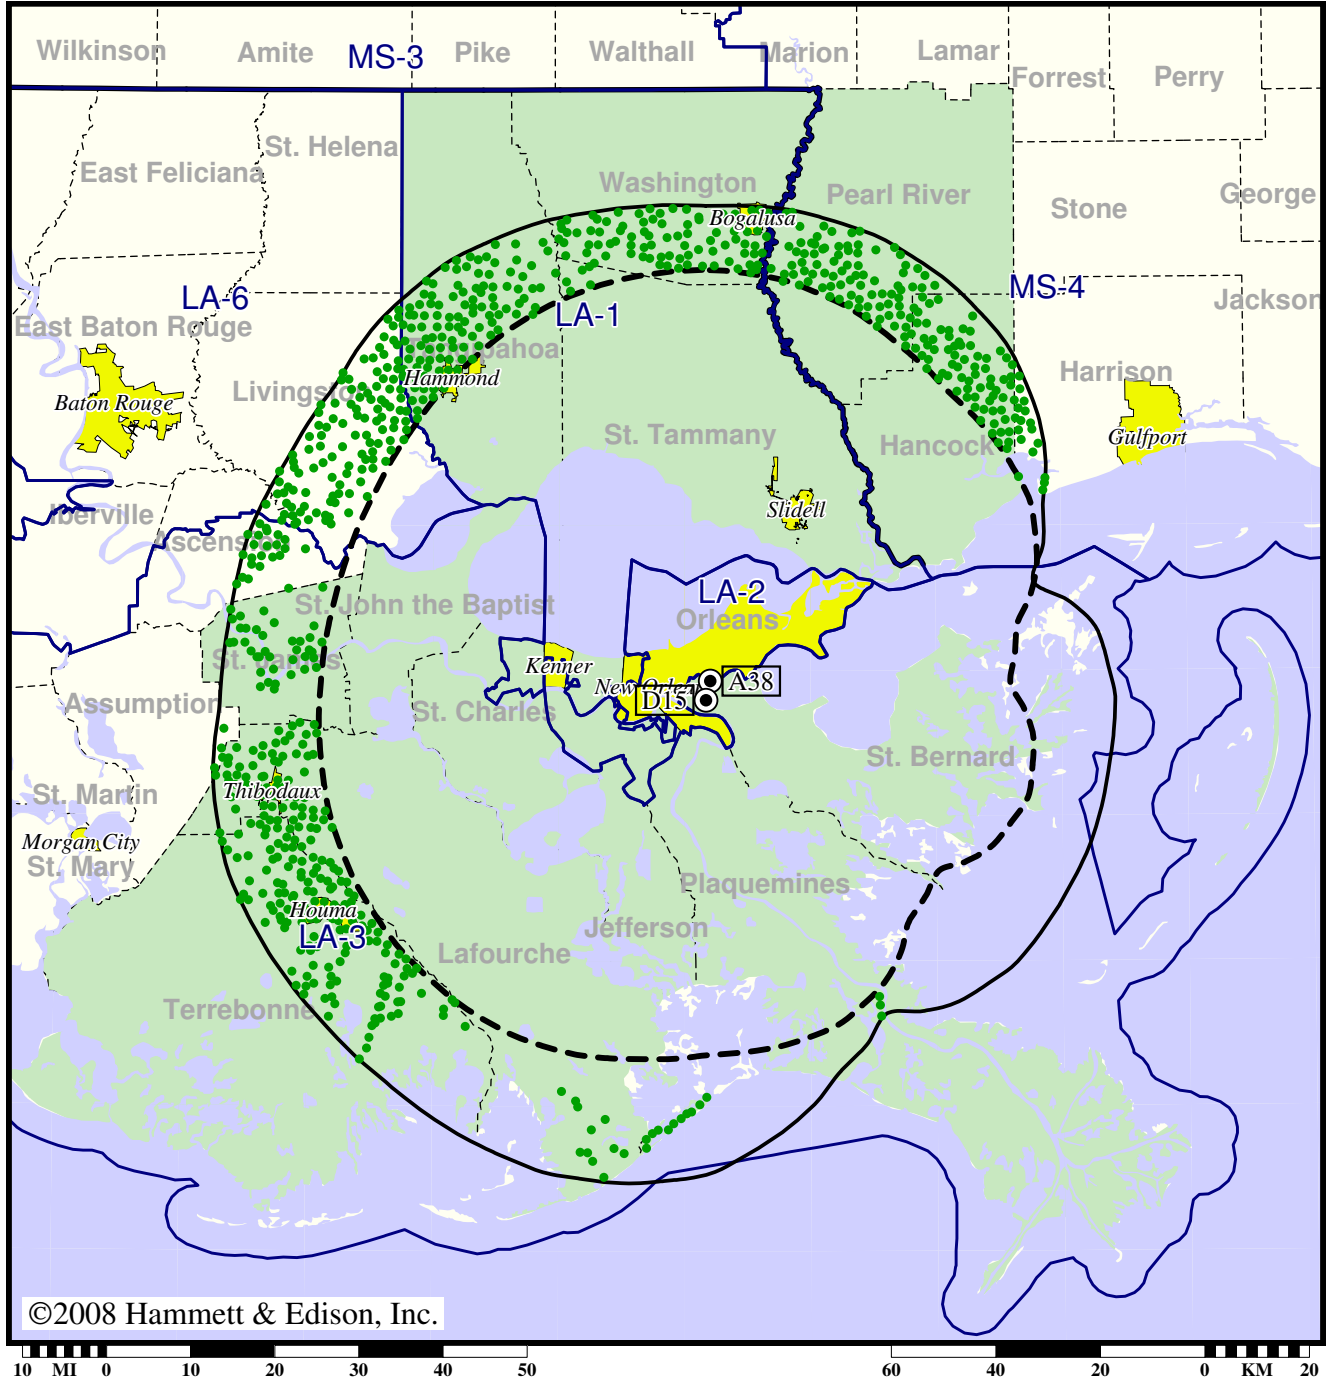 Wilkinson
Amite
MS-3
Pike
Walthall
Marion
Lamar
Forrest
Perry
St. Helena
East Feliciana
Washington
Pearl River
Stone
George
Bogalusa
LA-6
LA-1
MS-4
Jackson
East Baton Rouge
Tangipahoa
Hammond
Livingston
Harrison
Baton Rouge
Gulfport
St. Tammany
Hancock
Slidell
Iberville
Ascension
LA-2
St. John the Baptist
Orleans
Kenner
St. James
New Orleans
A38
D15
Assumption
St. Charles
St. Bernard
Thibodaux
St. Martin
Morgan City
St. Mary
Plaquemines
Houma
LA-3
Jefferson
Lafourche
Terrebonne
©2008 Hammett & Edison, Inc.
10 MI 0 10 20 30 40 50 60 40 20 0 KM 20